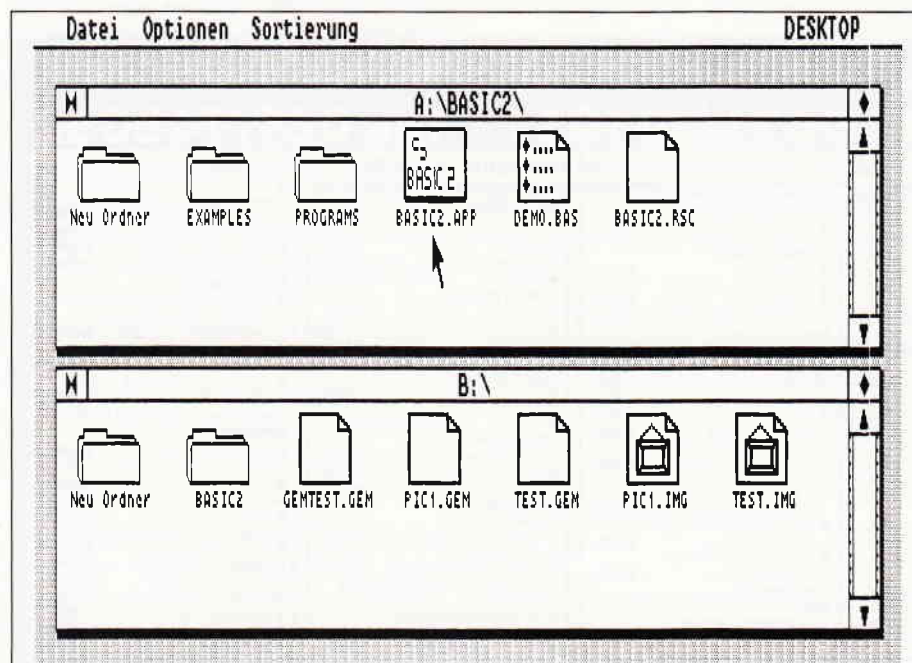 Datei Optionen Sortierung DESKTOP
A:\BASIC2\
BASIC 2
Neu Ordner EXAMPLES PROGRAMS BASIC2.APP DEMO.BAS BASIC2.RSC
B:\
Neu Ordner BASIC2 GEMTEST.GEM PIC1.GEM TEST.GEM PIC1.IMG TEST.IMG